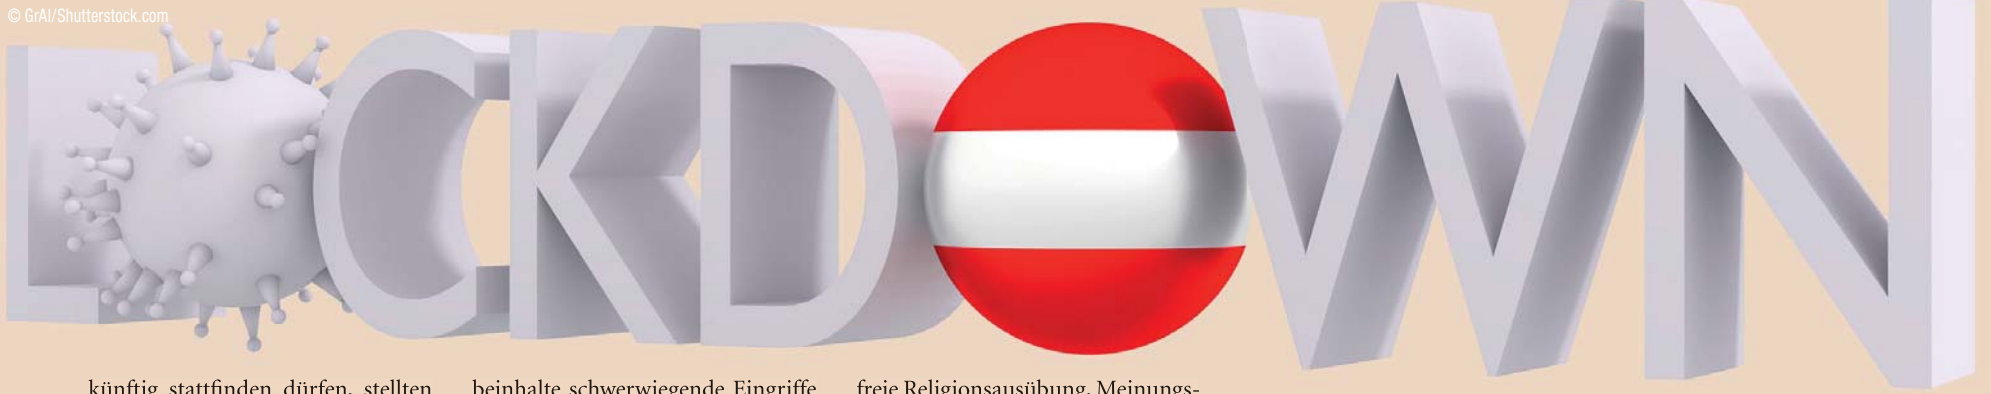 © GrAl/Shutterstock.com
LOCKDOWN
künftig stattfinden dürfen, stellten
beinhalte schwerwiegende Eingriffe
freie Religionsausübung, Meinungs-